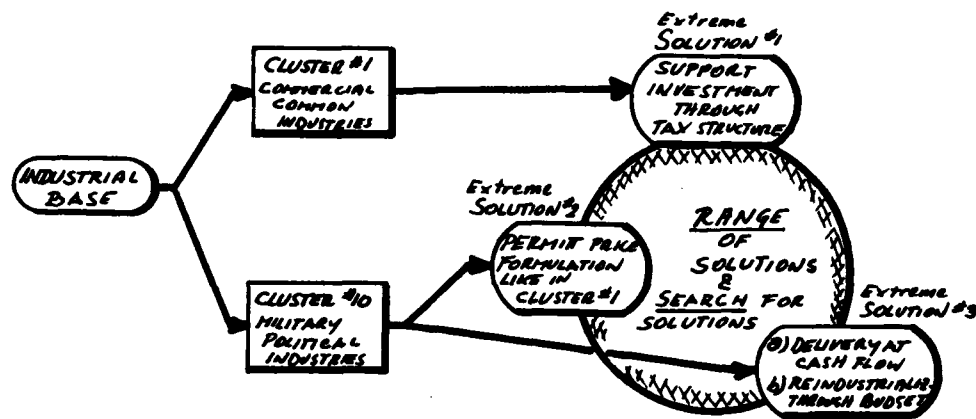 INDUSTRIAL
BASE
CLUSTER #1
COMMERCIAL
COMMON
INDUSTRIES
CLUSTER #10
MILITARY
POLITICAL
INDUSTRIES
Extreme
SOLUTION #1
SUPPORT
INVESTMENT
THROUGH
TAX STRUCTURE
Extreme
SOLUTION #2
PERMITT PRICE
FORMULATION
LIKE IN
CLUSTER #1
RANGE
OF
SOLUTIONS
&
SEARCH FOR
SOLUTIONS
Extreme
SOLUTION #3
a) DELIVERY AT
CASH FLOW
b) REINDUSTRIALIZ.
THROUGH BUDGET